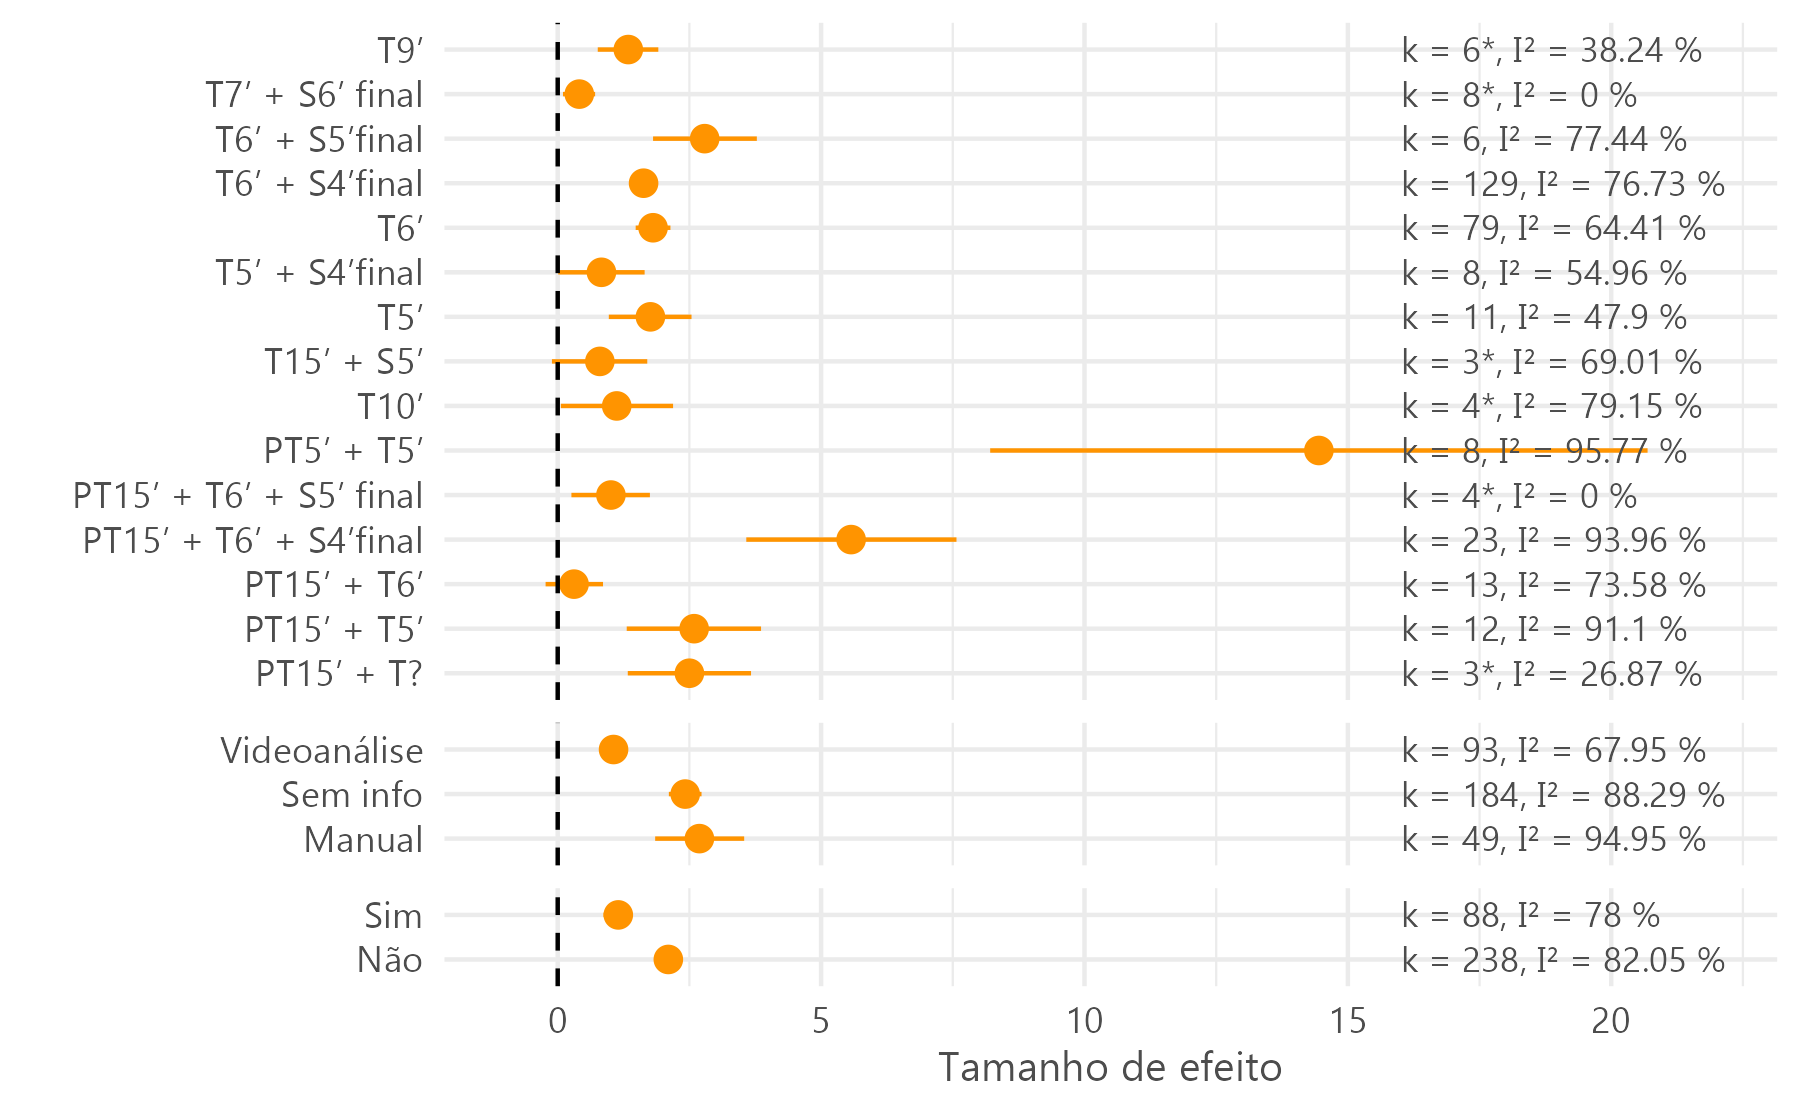 T9′ k = 6*, I² = 38.24 %
T7′ + S6′ final k = 8*, I² = 0 %
T6′ + S5′final k = 6, I² = 77.44 %
T6′ + S4′final k = 129, I² = 76.73 %
T6′ k = 79, I² = 64.41 %
T5′ + S4′final k = 8, I² = 54.96 %
T5′ k = 11, I² = 47.9 %
T15′ + S5′ k = 3*, I² = 69.01 %
T10′ k = 4*, I² = 79.15 %
PT5′ + T5′ k = 8, I² = 95.77 %
PT15′ + T6′ + S5′ final k = 4*, I² = 0 %
PT15′ + T6′ + S4′final k = 23, I² = 93.96 %
PT15′ + T6′ k = 13, I² = 73.58 %
PT15′ + T5′ k = 12, I² = 91.1 %
PT15′ + T? k = 3*, I² = 26.87 %
Videoanálise k = 93, I² = 67.95 %
Sem info k = 184, I² = 88.29 %
Manual k = 49, I² = 94.95 %
Sim k = 88, I² = 78 %
Não k = 238, I² = 82.05 %
0 5 10 15 20
Tamanho de efeito